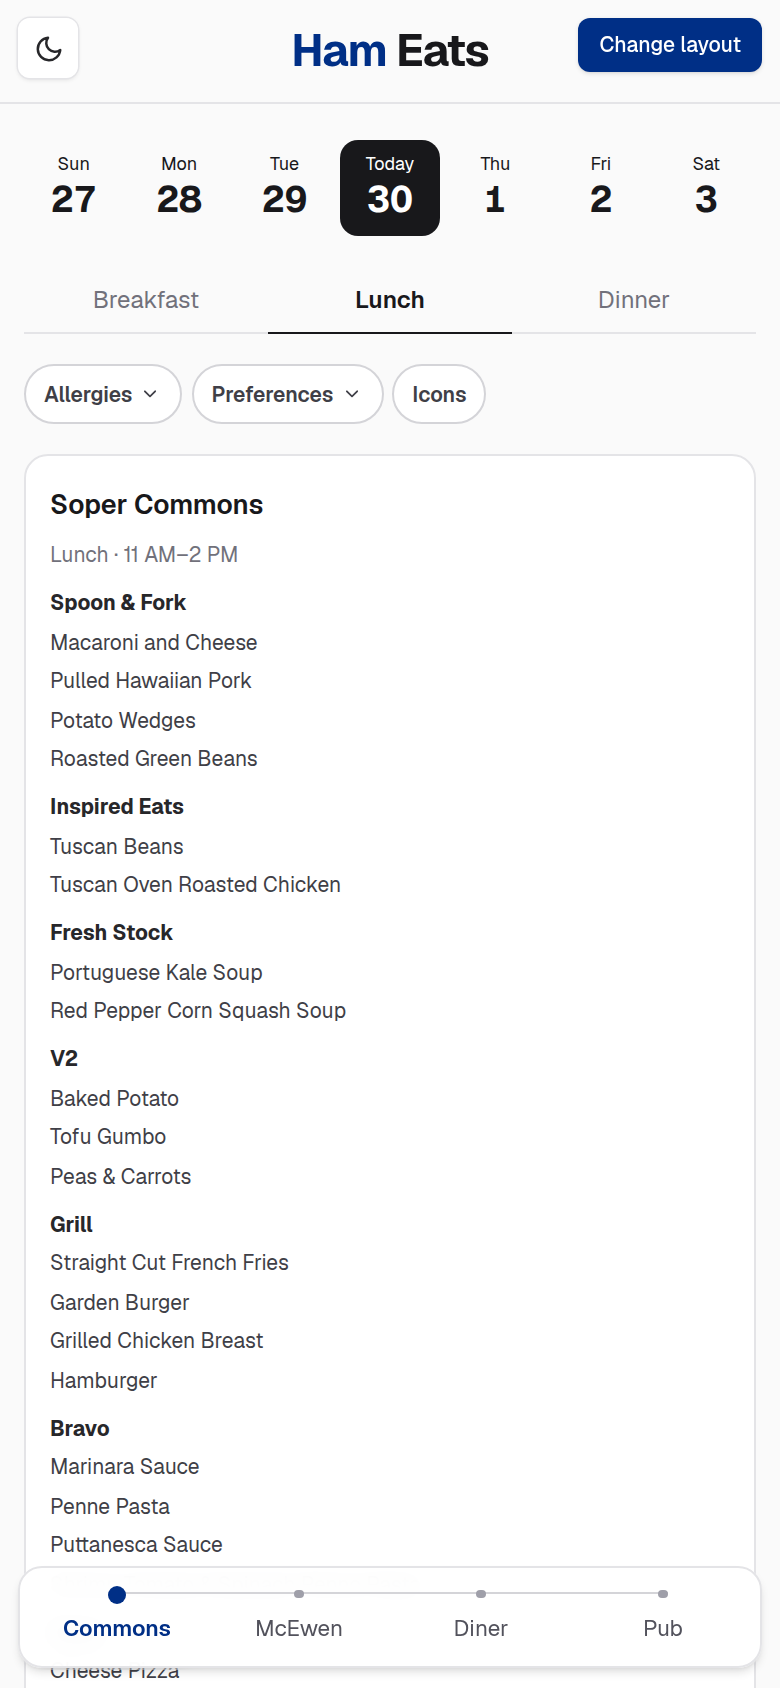 Ham Eats
Change layout
Sun Mon Tue Today Thu Fri Sat
27 28 29 30 1 2 3
Breakfast Lunch Dinner
Allergies Preferences Icons
Soper Commons
Lunch · 11 AM–2 PM
Spoon & Fork
Macaroni and Cheese
Pulled Hawaiian Pork
Potato Wedges
Roasted Green Beans
Inspired Eats
Tuscan Beans
Tuscan Oven Roasted Chicken
Fresh Stock
Portuguese Kale Soup
Red Pepper Corn Squash Soup
V2
Baked Potato
Tofu Gumbo
Peas & Carrots
Grill
Straight Cut French Fries
Garden Burger
Grilled Chicken Breast
Hamburger
Bravo
Marinara Sauce
Penne Pasta
Puttanesca Sauce
Commons McEwen Diner Pub
Cheese Pizza